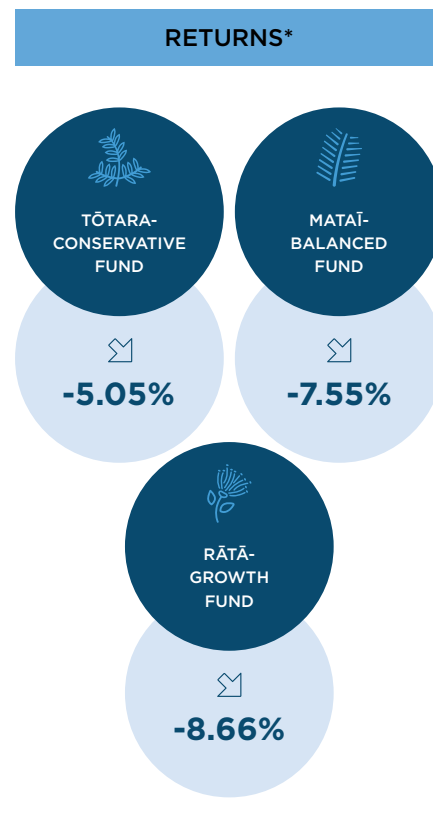 RETURNS*
TŌTARA-
CONSERVATIVE
FUND
-5.05%
MATAĪ-
BALANCED
FUND
-7.55%
RĀTĀ-
GROWTH
FUND
-8.66%